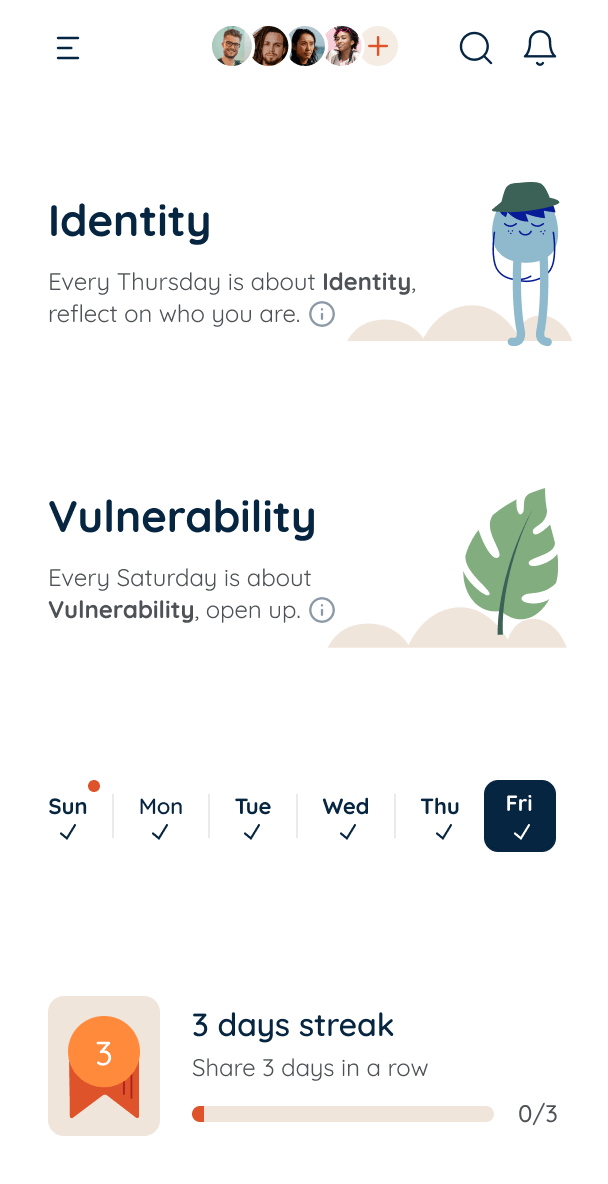 Identity
Every Thursday is about Identity,
reflect on who you are.
Vulnerability
Every Saturday is about
Vulnerability, open up.
Sun Mon Tue Wed Thu Fri
3 days streak
3
Share 3 days in a row
0/3